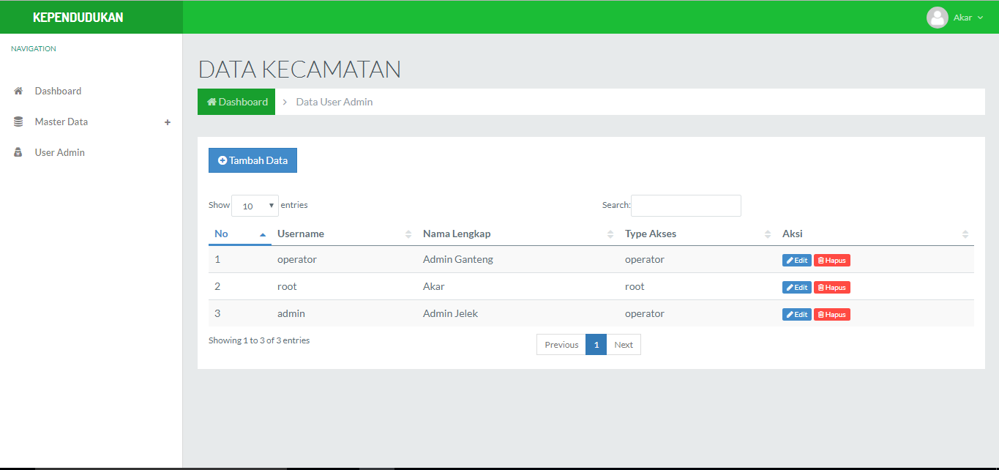 KEPENDUDUKAN
Akar
NAVIGATION
Dashboard
Master Data +
User Admin
DATA KECAMATAN
Dashboard > Data User Admin
Tambah Data
Show 10 entries Search:
No Username Nama Lengkap Type Akses Aksi
1 operator Admin Ganteng operator Edit Hapus
2 root Akar root Edit Hapus
3 admin Admin Jelek operator Edit Hapus
Showing 1 to 3 of 3 entries Previous 1 Next